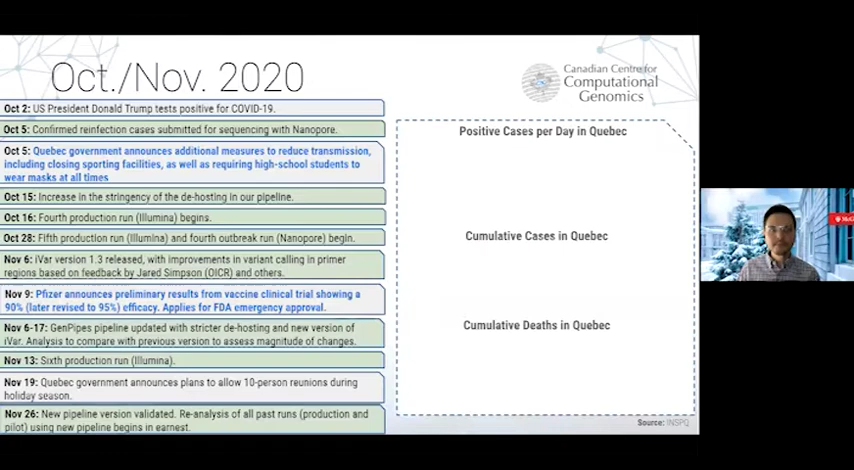 Oct./Nov. 2020
Canadian Centre for
Computational
Genomics
Oct 2: US President Donald Trump tests positive for COVID-19.
Oct 5: Confirmed reinfection cases submitted for sequencing with Nanopore.
Oct 5: Quebec government announces additional measures to reduce transmission,
including closing sporting facilities, as well as requiring high-school students to
wear masks at all times
Oct 15: Increase in the stringency of the de-hosting in our pipeline.
Oct 16: Fourth production run (Illumina) begins.
Oct 28: Fifth production run (Illumina) and fourth outbreak run (Nanopore) begin.
Nov 6: iVar version 1.3 released, with improvements in variant calling in primer
regions based on feedback by Jared Simpson (OICR) and others.
Nov 9: Pfizer announces preliminary results from vaccine clinical trial showing a
90% (later revised to 95%) efficacy. Applies for FDA emergency approval.
Nov 6-17: GenPipes pipeline updated with stricter de-hosting and new version of
iVar. Analysis to compare with previous version to assess magnitude of changes.
Nov 13: Sixth production run (Illumina).
Nov 19: Quebec government announces plans to allow 10-person reunions during
holiday season.
Nov 26: New pipeline version validated. Re-analysis of all past runs (production and
pilot) using new pipeline begins in earnest.
Positive Cases per Day in Quebec
Cumulative Cases in Quebec
Cumulative Deaths in Quebec
Source: INSPQ